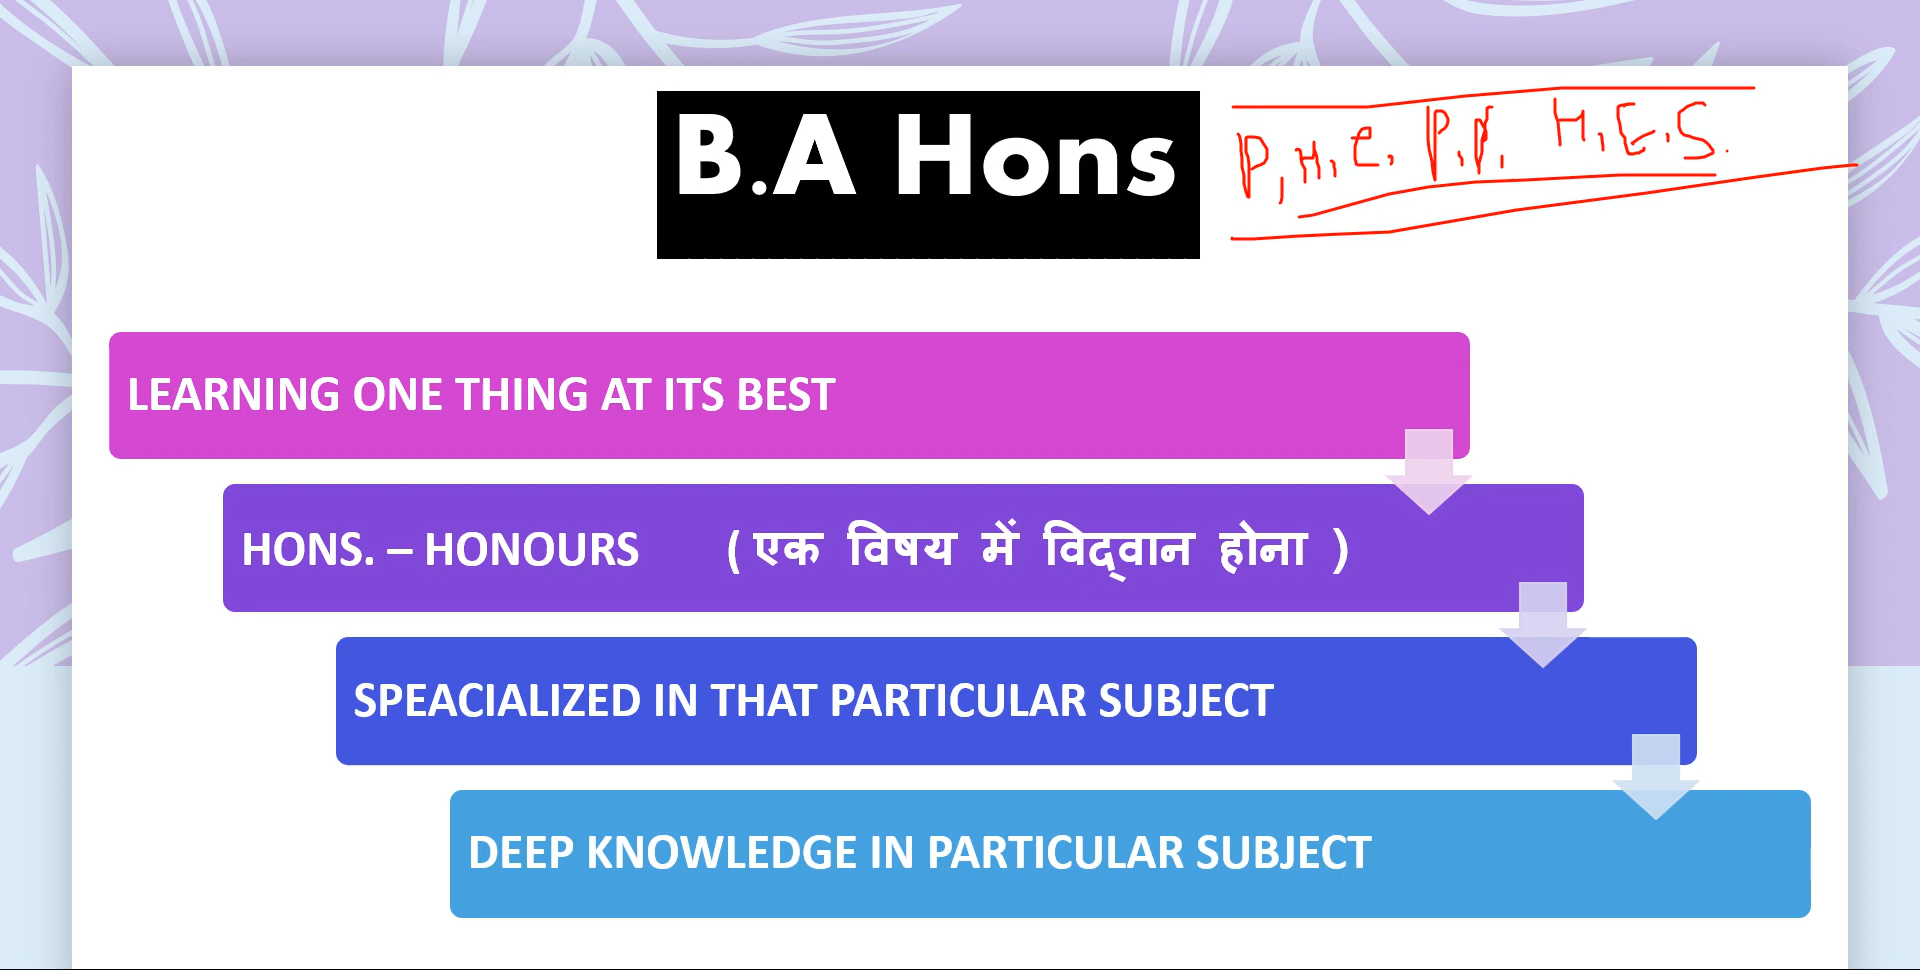 B.A Hons
P, H, E, P.P, H, E, S.
LEARNING ONE THING AT ITS BEST
HONS. – HONOURS ( एक विषय में विद्वान होना )
SPEACIALIZED IN THAT PARTICULAR SUBJECT
DEEP KNOWLEDGE IN PARTICULAR SUBJECT